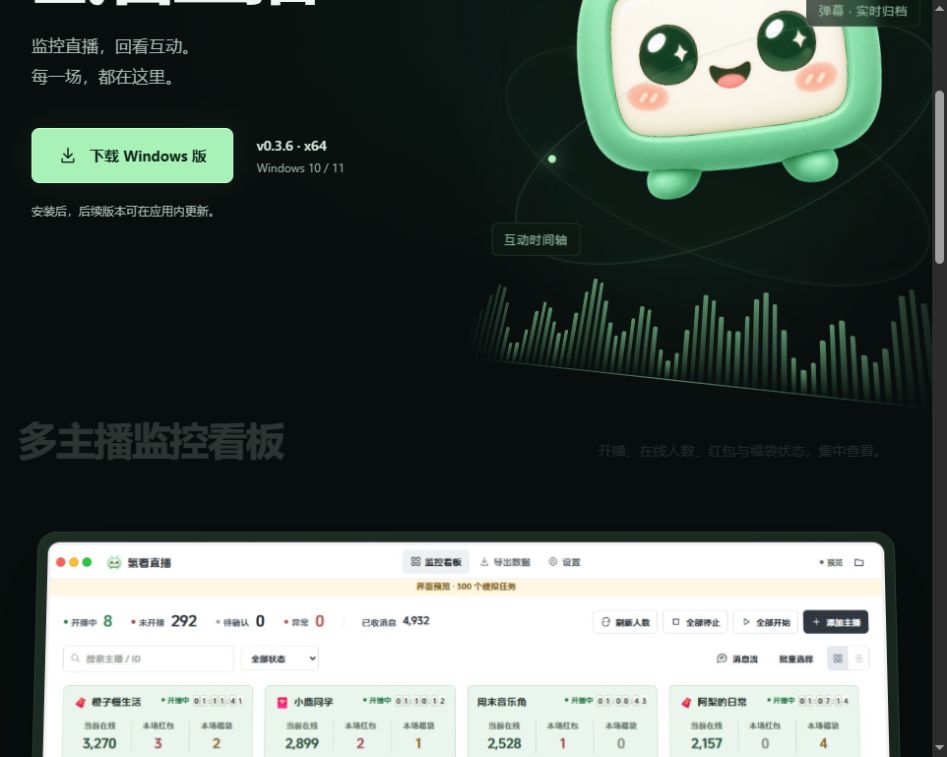 弹幕 · 实时归档
监控直播，回看互动。
每一场，都在这里。
下载 Windows 版
v0.3.6 · x64
Windows 10 / 11
安装后，后续版本可在应用内更新。
互动时间轴
多主播监控看板
开播、在线人数、红包与福袋状态，集中查看。
氢看直播 监控看板 导出数据 设置 预览
界面预览 · 300 个模拟任务
开播中 8 未开播 292 待确认 0 异常 0 已收消息 4,932 刷新人数 全部停止 全部开始 添加主播
搜索主播 / ID 全部状态 消息流 批量选择
橙子慢生活 开播中 01:11:41 小鹿同学 开播中 01:10:12 周末音乐角 开播中 01:08:43 阿梨的日常 开播中 01:07:14
当前在线 本场红包 本场福袋 当前在线 本场红包 本场福袋 当前在线 本场红包 本场福袋 当前在线 本场红包 本场福袋
3,270 3 2 2,899 2 1 2,528 1 0 2,157 0 4